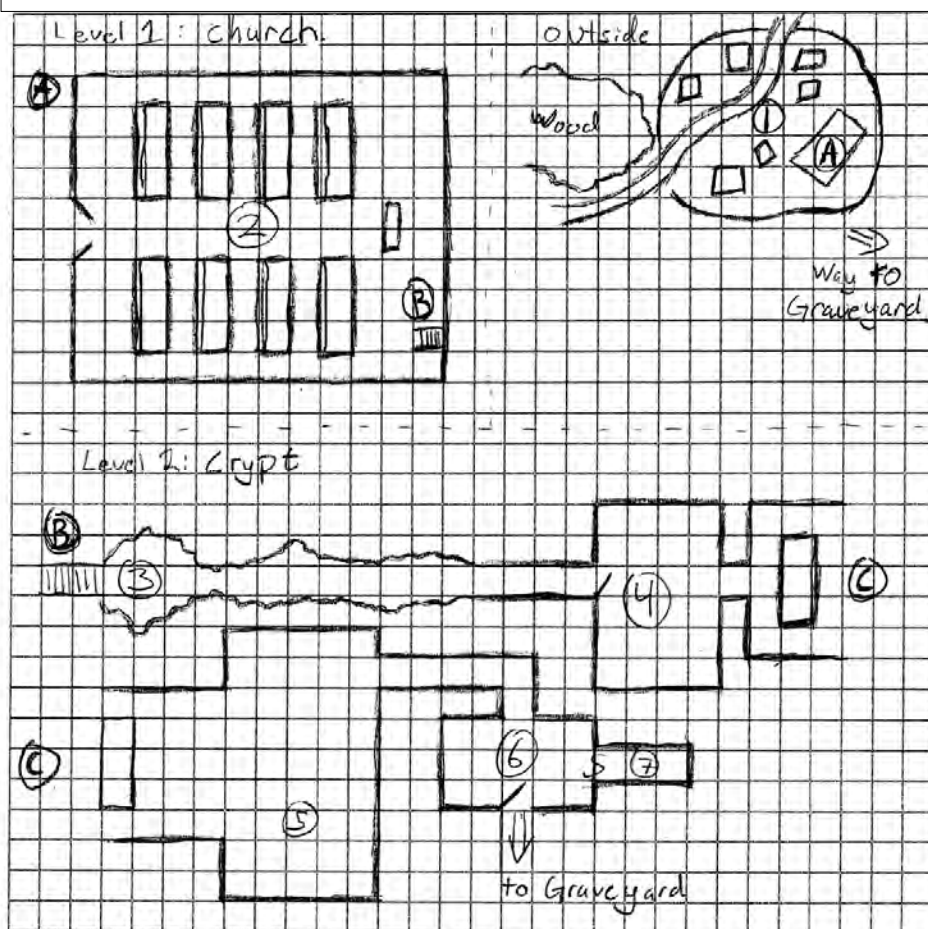 Level 1: Church.
A
2
B
Outside
Wood
1
A
Way to
Graveyard
Level 2: Crypt
B
3
4
C
C
5
6
S
7
to Graveyard